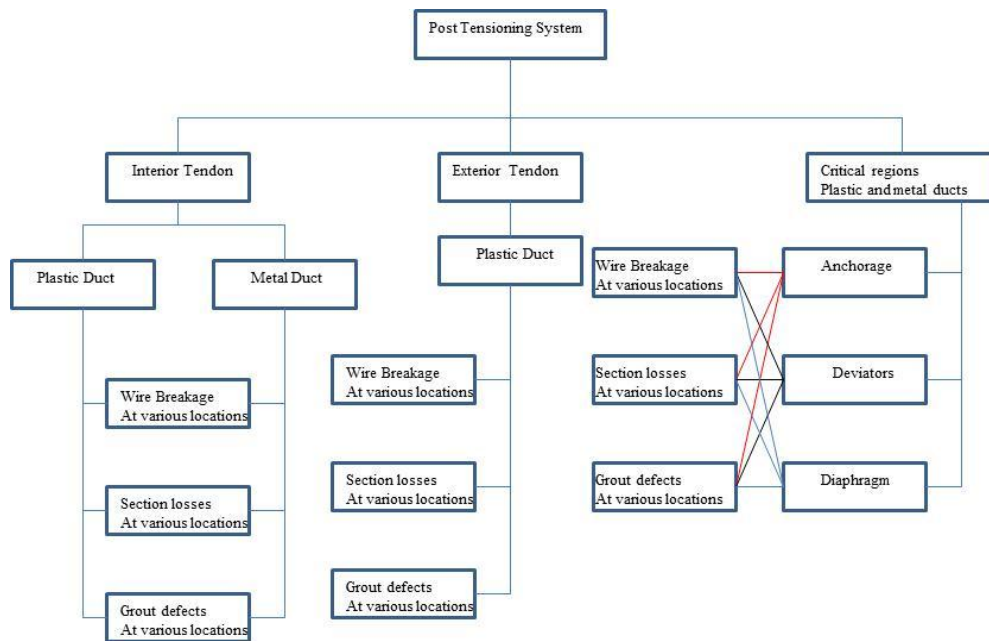 Post Tensioning System
Interior Tendon
Exterior Tendon
Critical regions
Plastic and metal ducts
Plastic Duct
Metal Duct
Plastic Duct
Wire Breakage
At various locations
Anchorage
Wire Breakage
At various locations
Wire Breakage
At various locations
Section losses
At various locations
Deviators
Section losses
At various locations
Section losses
At various locations
Grout defects
At various locations
Diaphragm
Grout defects
At various locations
Grout defects
At various locations